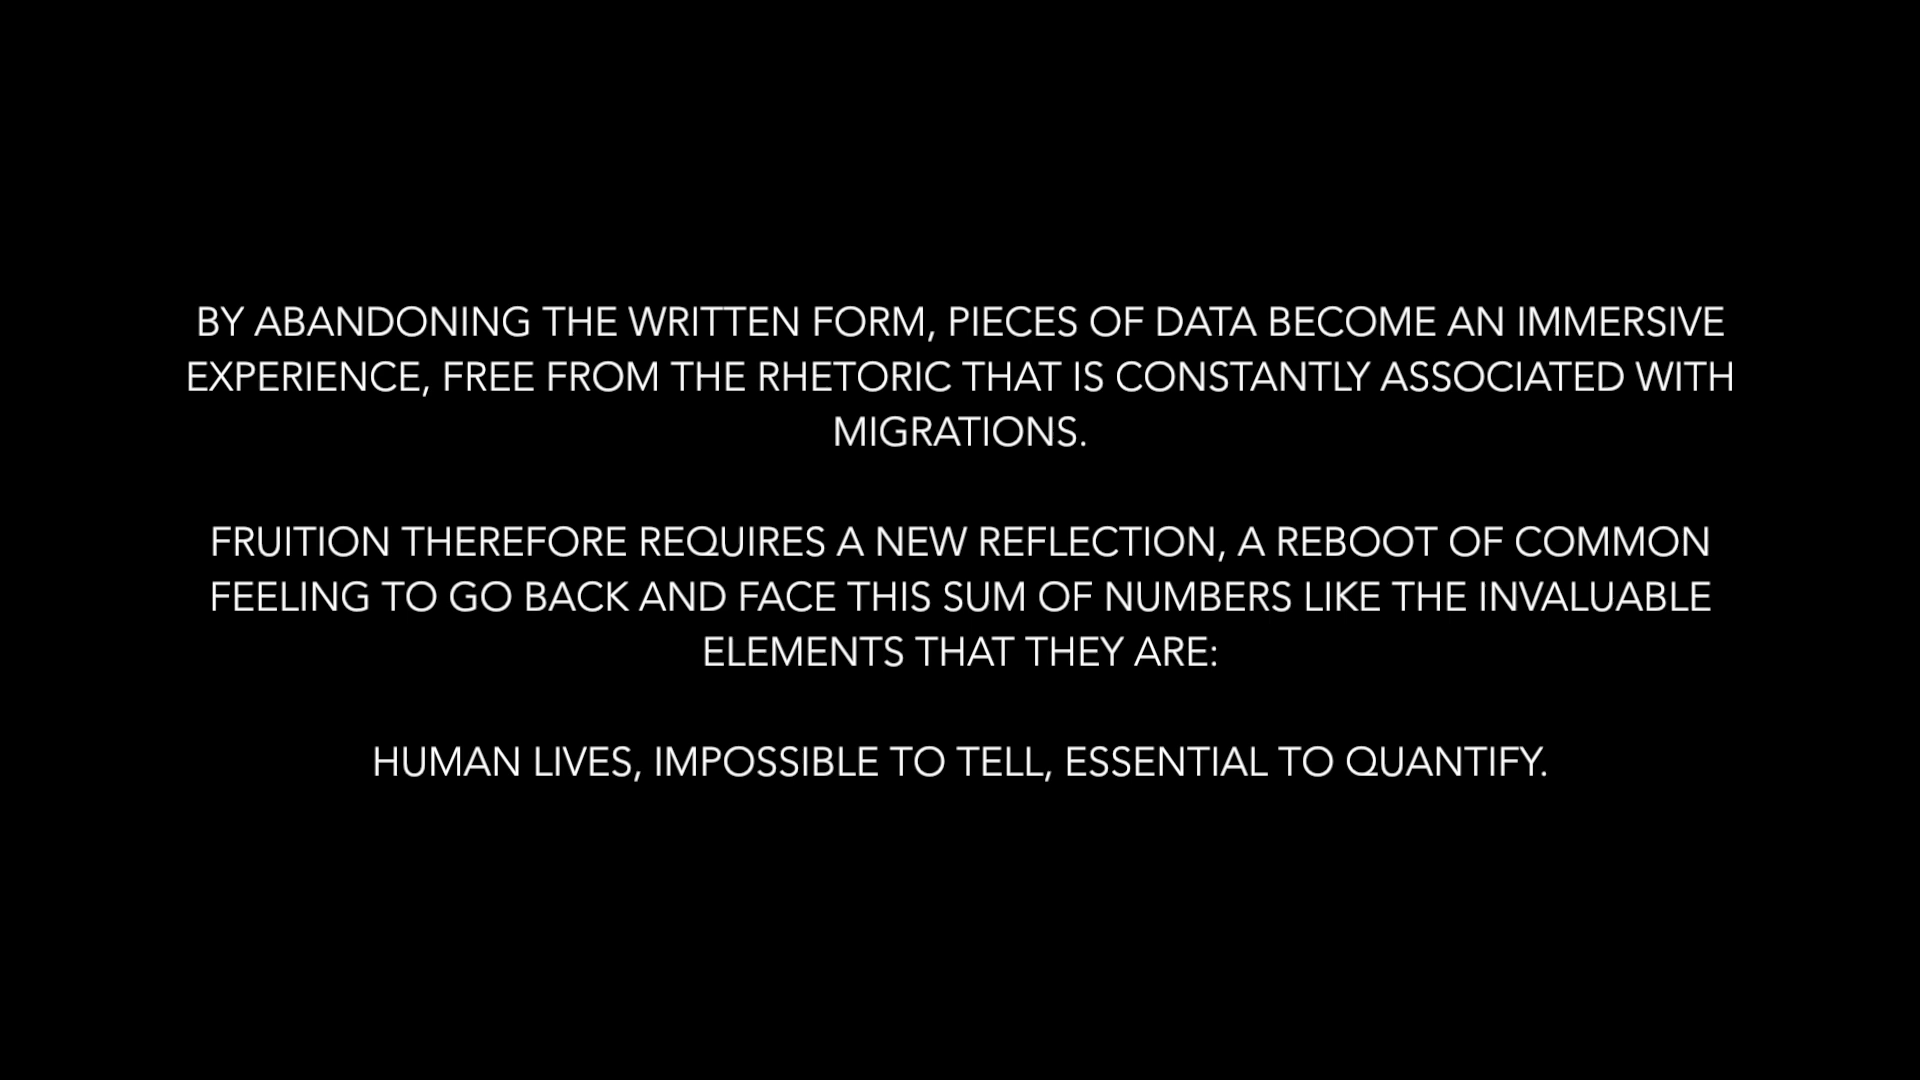 BY ABANDONING THE WRITTEN FORM, PIECES OF DATA BECOME AN IMMERSIVE
EXPERIENCE, FREE FROM THE RHETORIC THAT IS CONSTANTLY ASSOCIATED WITH
MIGRATIONS.
FRUITION THEREFORE REQUIRES A NEW REFLECTION, A REBOOT OF COMMON
FEELING TO GO BACK AND FACE THIS SUM OF NUMBERS LIKE THE INVALUABLE
ELEMENTS THAT THEY ARE:
HUMAN LIVES, IMPOSSIBLE TO TELL, ESSENTIAL TO QUANTIFY.